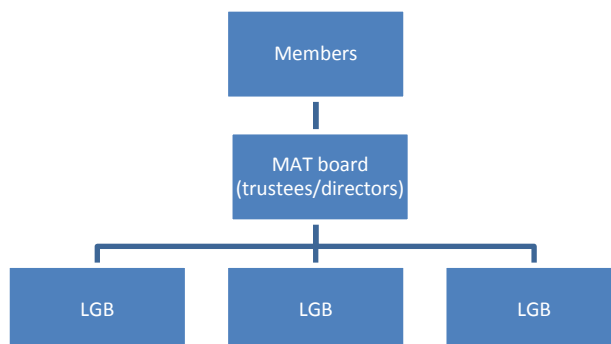 Members
MAT board
(trustees/directors)
LGB
LGB
LGB